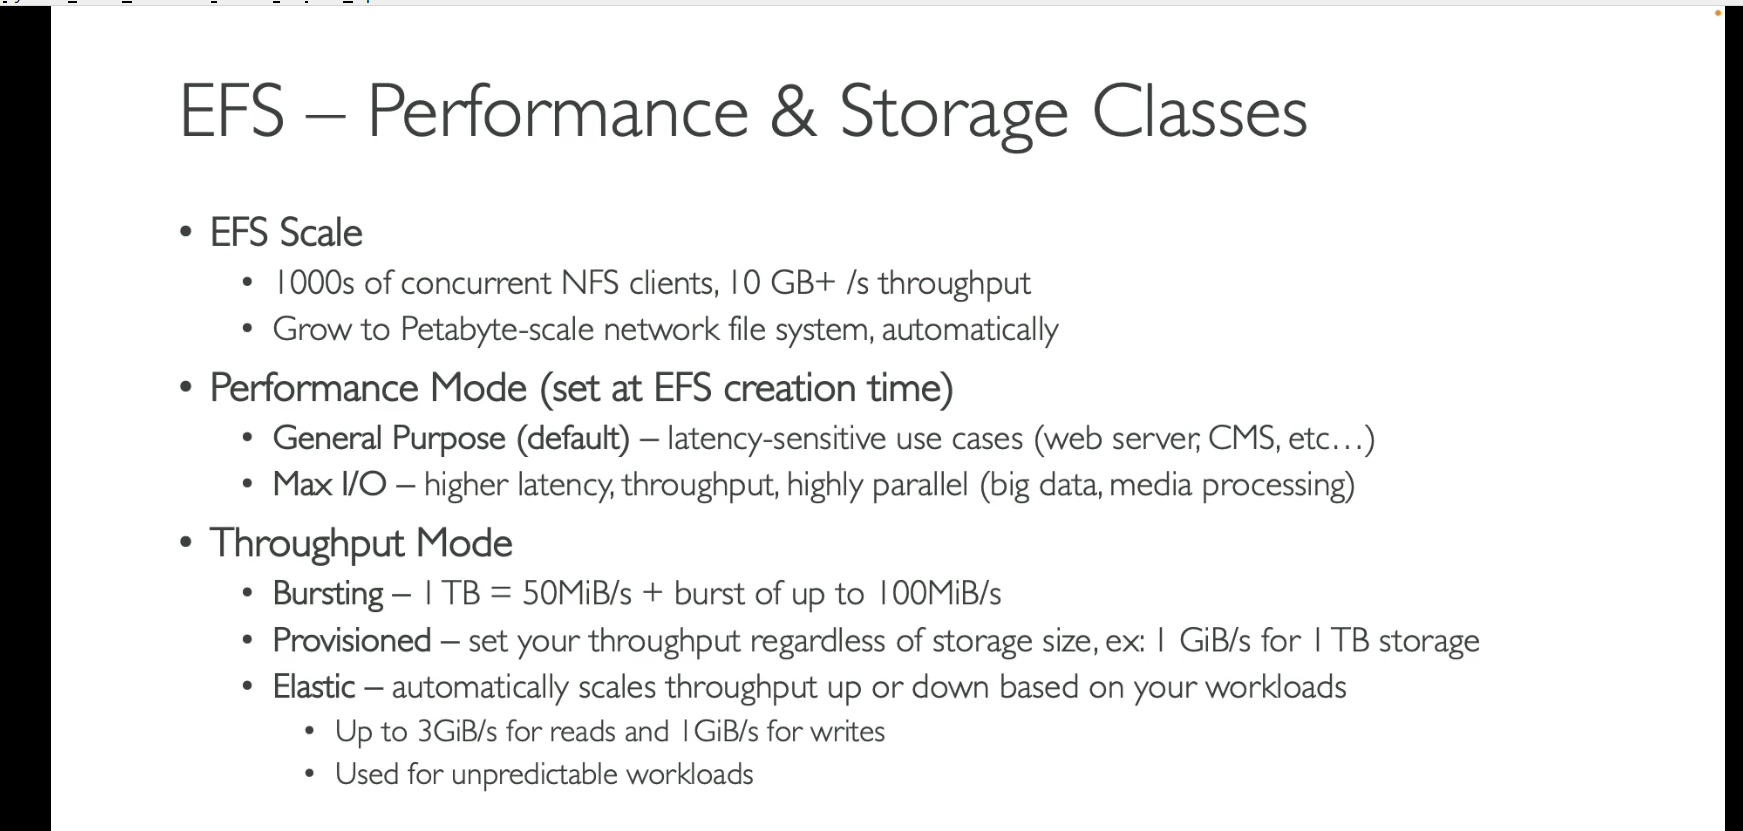 EFS – Performance & Storage Classes
• EFS Scale
• 1000s of concurrent NFS clients, 10 GB+ /s throughput
• Grow to Petabyte-scale network file system, automatically
• Performance Mode (set at EFS creation time)
• General Purpose (default) – latency-sensitive use cases (web server, CMS, etc…)
• Max I/O – higher latency, throughput, highly parallel (big data, media processing)
• Throughput Mode
• Bursting – 1 TB = 50MiB/s + burst of up to 100MiB/s
• Provisioned – set your throughput regardless of storage size, ex: 1 GiB/s for 1 TB storage
• Elastic – automatically scales throughput up or down based on your workloads
• Up to 3GiB/s for reads and 1GiB/s for writes
• Used for unpredictable workloads